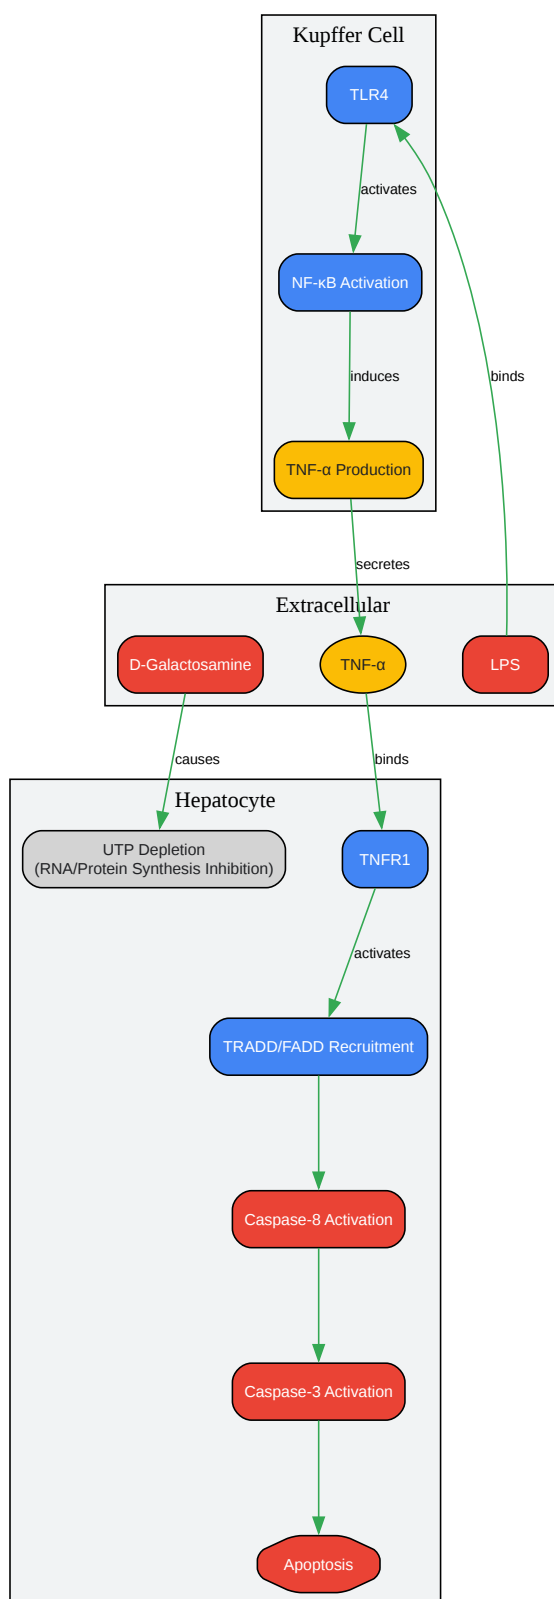 Kupffer Cell
TLR4
activates
NF-κB Activation
induces
binds
TNF-α Production
secretes
Extracellular
D-Galactosamine
TNF-α
LPS
causes
binds
Hepatocyte
UTP Depletion
(RNA/Protein Synthesis Inhibition)
TNFR1
activates
TRADD/FADD Recruitment
Caspase-8 Activation
Caspase-3 Activation
Apoptosis